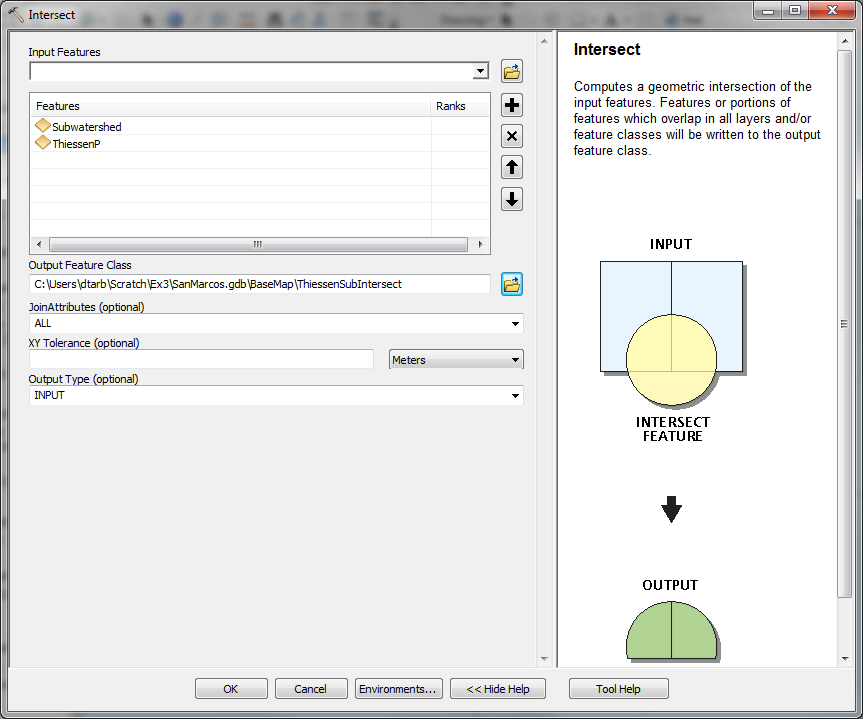 Intersect
Input Features
Features Ranks
Subwatershed
ThiessenP
Output Feature Class
C:\Users\dtarb\Scratch\Ex3\SanMarcos.gdb\BaseMap\ThiessenSubIntersect
JoinAttributes (optional)
ALL
XY Tolerance (optional)
Meters
Output Type (optional)
INPUT
OK Cancel Environments... << Hide Help Tool Help
Intersect
Computes a geometric intersection of the
input features. Features or portions of
features which overlap in all layers and/or
feature classes will be written to the output
feature class.
INPUT
INTERSECT
FEATURE
OUTPUT